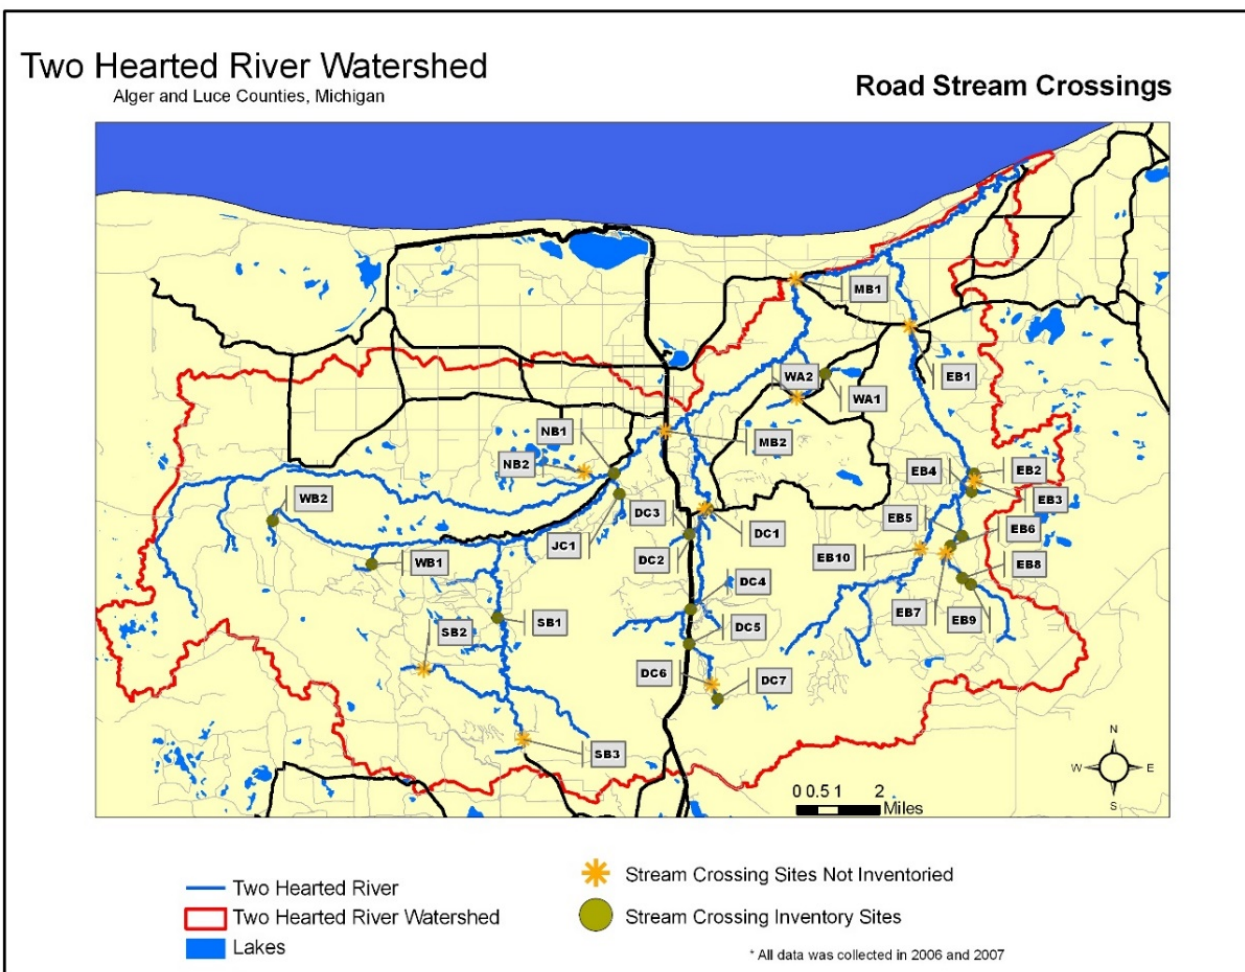 Two Hearted River Watershed
Alger and Luce Counties, Michigan
Road Stream Crossings
MB1
EB1
WA2
WA1
NB1
MB2
NB2
EB4
EB2
WB2
EB3
DC3
DC1
EB5
EB6
JC1
DC2
EB10
WB1
EB8
DC4
EB7
EB9
SB1
DC5
SB2
DC6
DC7
SB3
N
W E
S
0 0.5 1 2
Miles
Two Hearted River
Two Hearted River Watershed
Lakes
Stream Crossing Sites Not Inventoried
Stream Crossing Inventory Sites
* All data was collected in 2006 and 2007